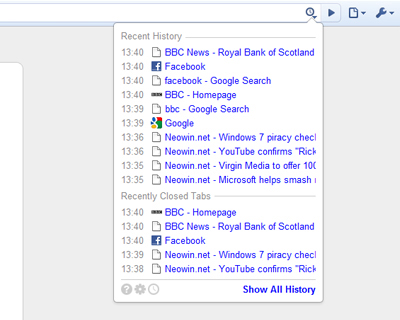 Recent History
13:40 BBC News - Royal Bank of Scotland
13:40 Facebook
13:40 facebook - Google Search
13:40 BBC - Homepage
13:39 bbc - Google Search
13:39 Google
13:36 Neowin.net - Windows 7 piracy chec
13:36 Neowin.net - YouTube confirms "Rick
13:35 Neowin.net - Virgin Media to offer 100
13:35 Neowin.net - Microsoft helps smash
Recently Closed Tabs
13:40 BBC - Homepage
13:40 BBC News - Royal Bank of Scotland
13:40 Facebook
13:39 Neowin.net - Windows 7 piracy chec
13:38 Neowin.net - YouTube confirms "Rick
Show All History